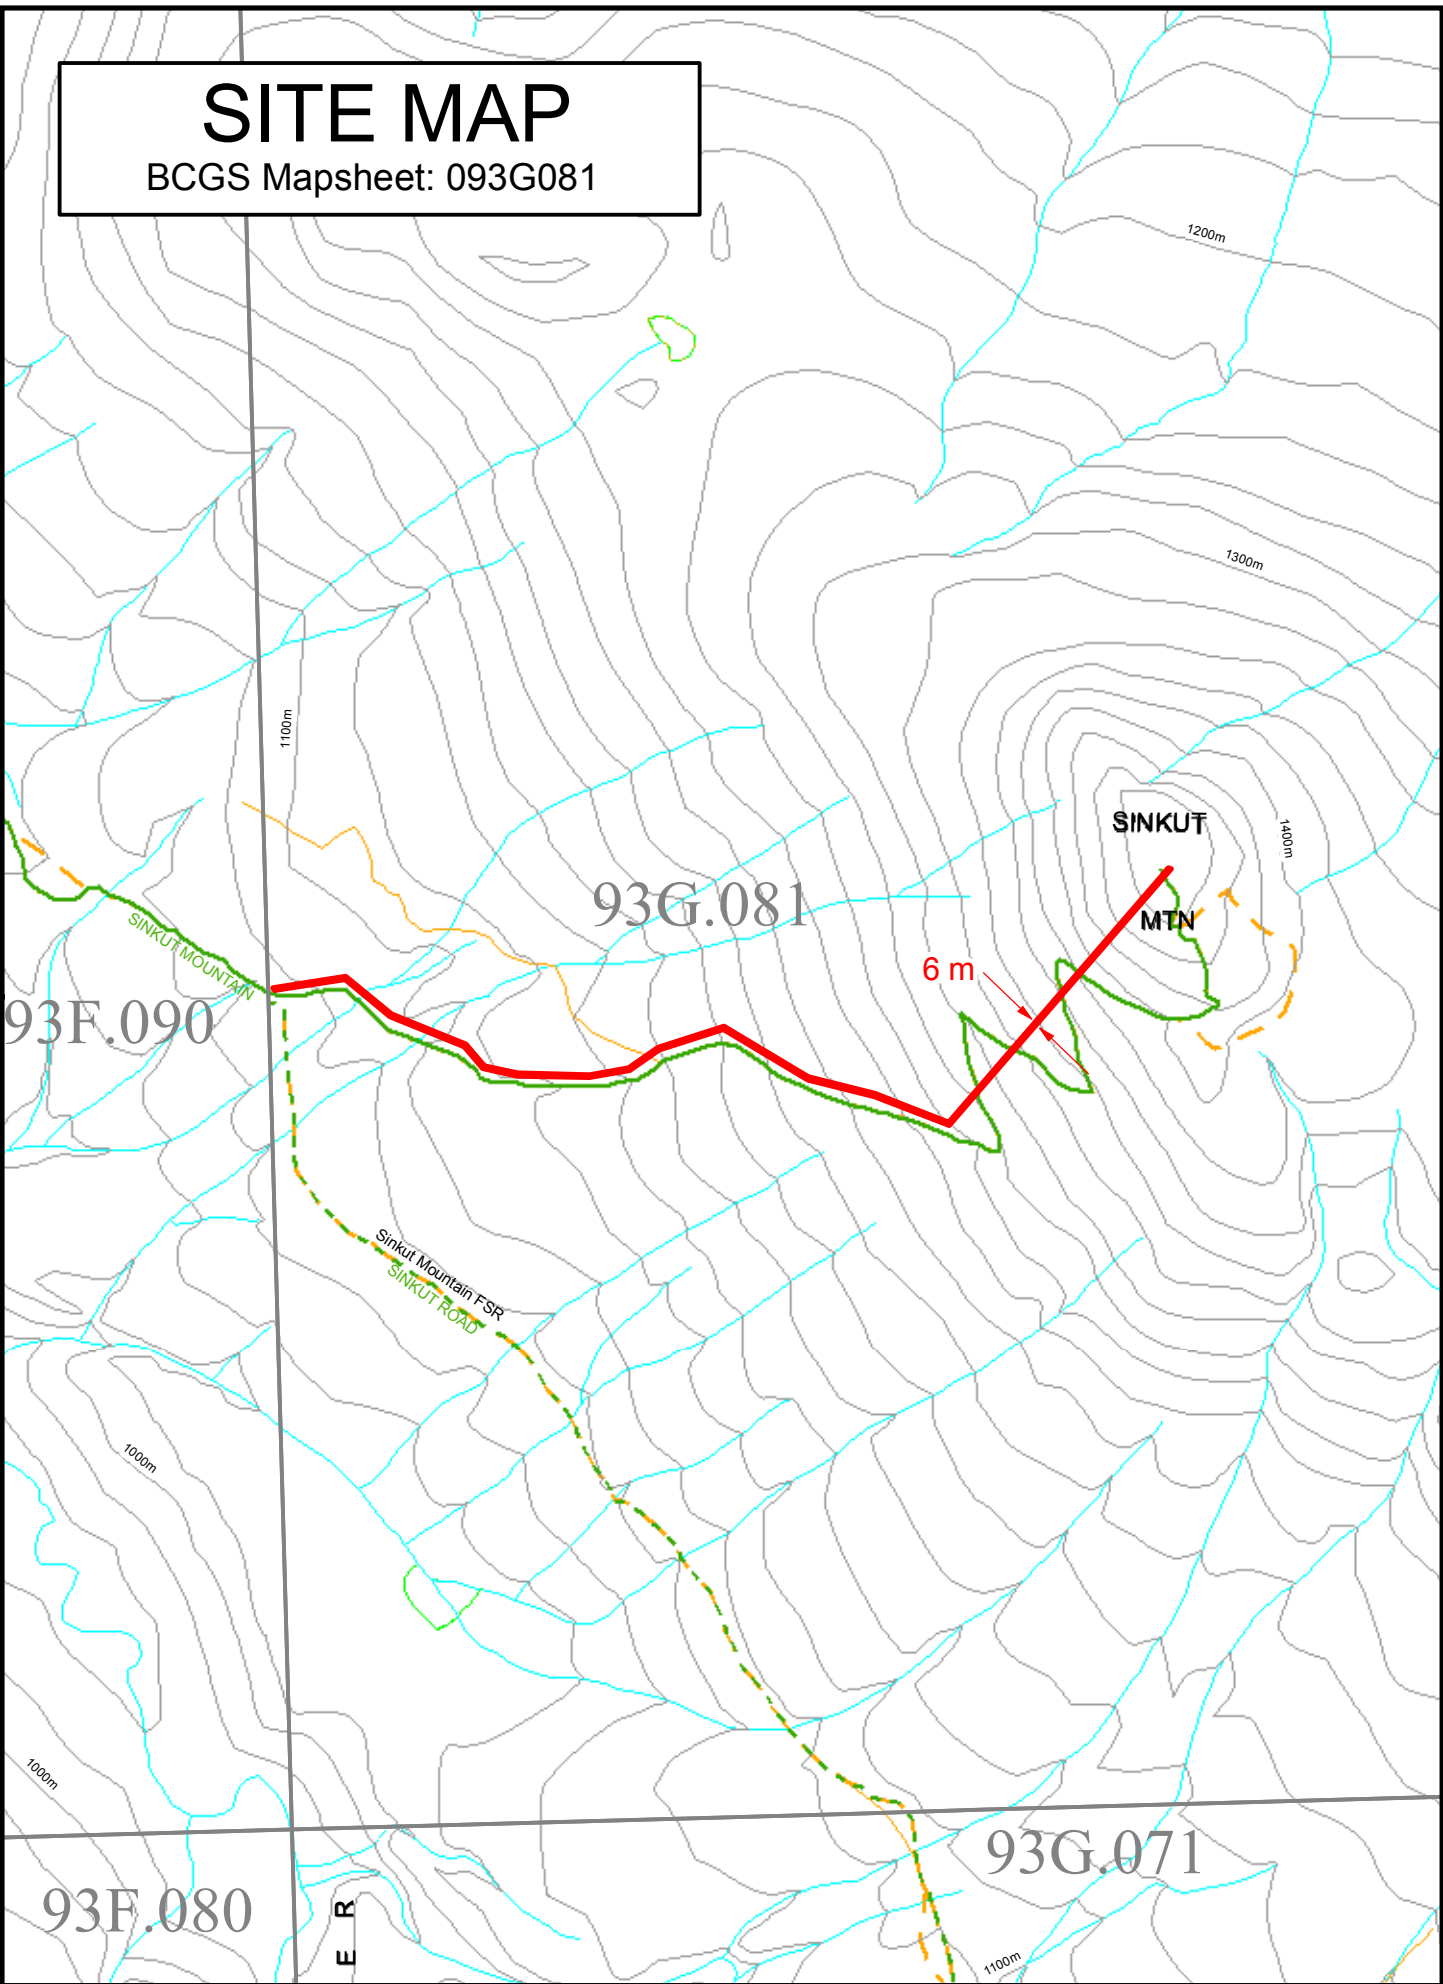 SITE MAP
BCGS Mapsheet: 093G081
1200m
1300m
1100m
SINKUT
1400m
93G.081
MTN
SINKUT MOUNTAIN
6 m
93F.090
Sinkut Mountain FSR
SINKUT ROAD
1000m
1000m
93G.071
93F.080
E R
1100m